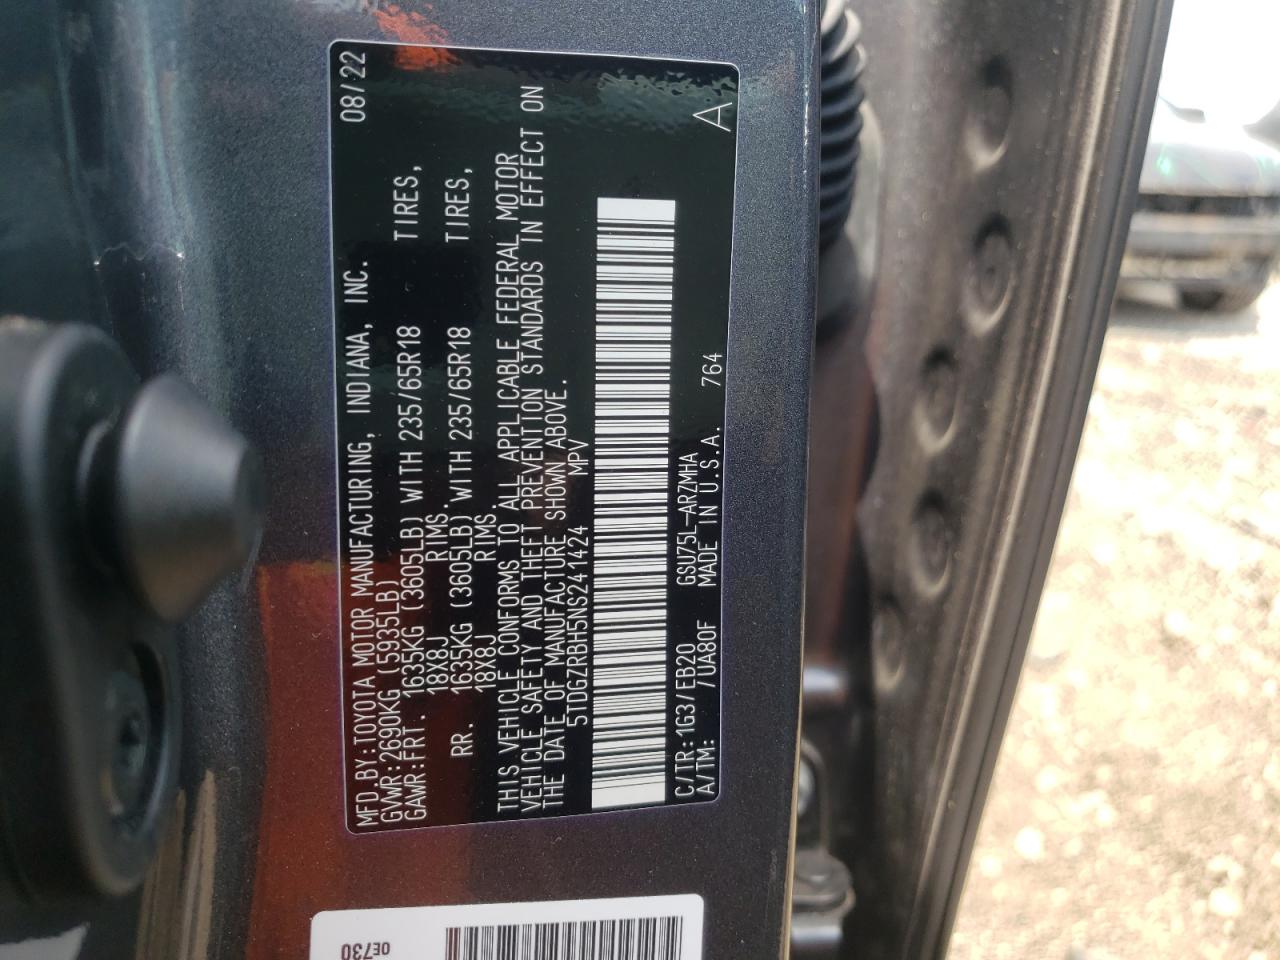 MFD.BY:TOYOTA MOTOR MANUFACTURING, INDIANA, INC. 08/22
GVWR:2690KG (5935LB)
GAWR:FRT. 1635KG (3605LB) WITH 235/65R18 TIRES,
18X8J RIMS.
RR. 1635KG (3605LB) WITH 235/65R18 TIRES,
18X8J RIMS.
THIS VEHICLE CONFORMS TO ALL APPLICABLE FEDERAL MOTOR
VEHICLE SAFETY AND THEFT PREVENTION STANDARDS IN EFFECT ON
THE DATE OF MANUFACTURE SHOWN ABOVE.
5TDGZRBH5NS241424 MPV
C/TR:1G3/EB20 GSU75L-ARZMHA
A/TM: /UA80F MADE IN U.S.A. 764 A
0E730